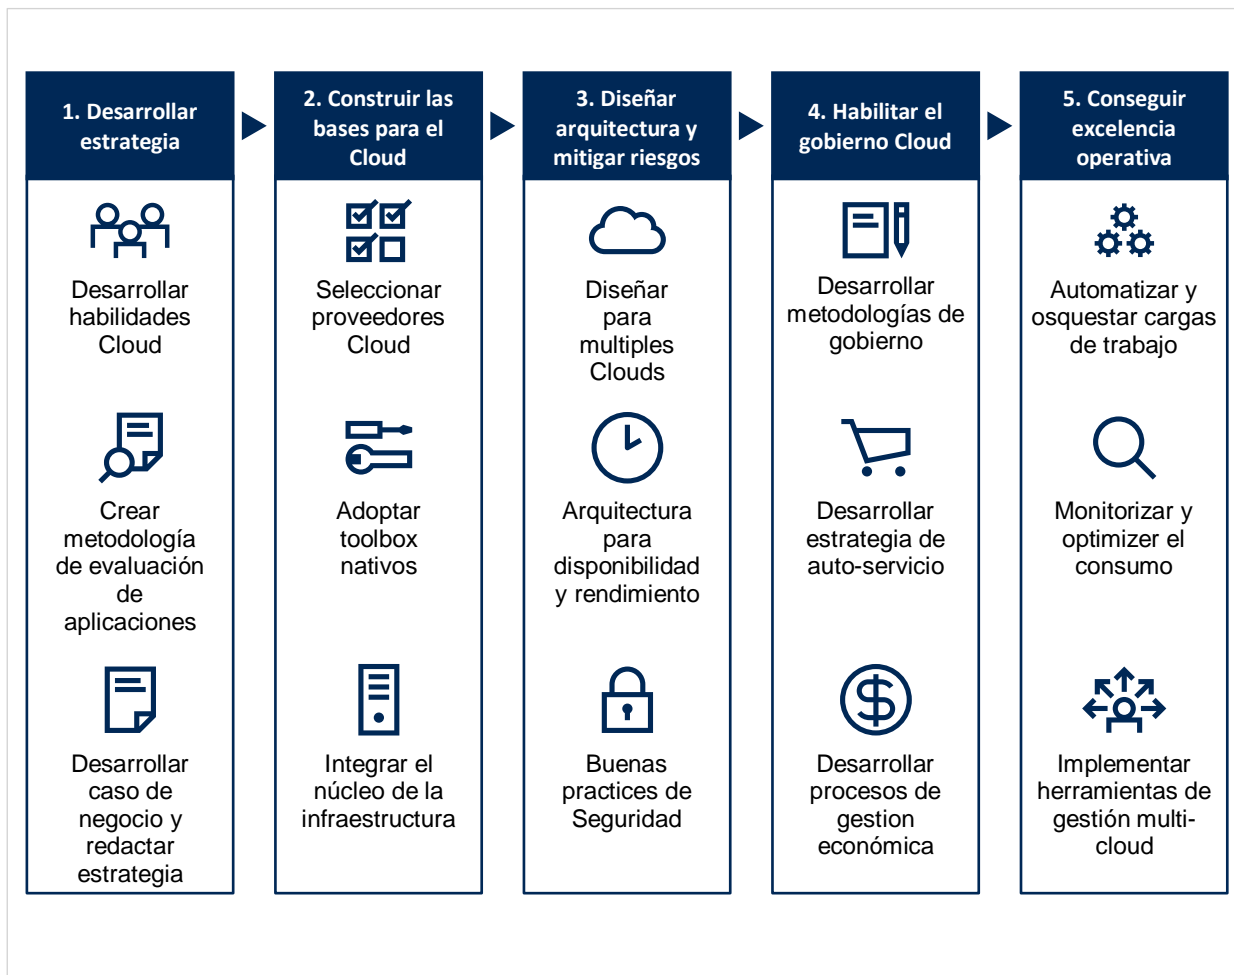 1. Desarrollar
estrategia
Desarrollar
habilidades
Cloud
Crear
metodología
de evaluación
de
aplicaciones
Desarrollar
caso de
negocio y
redactar
estrategia
2. Construir las
bases para el
Cloud
Seleccionar
proveedores
Cloud
Adoptar
toolbox
nativos
Integrar el
núcleo de la
infraestructura
3. Diseñar
arquitectura y
mitigar riesgos
Diseñar
para
multiples
Clouds
Arquitectura
para
disponibilidad
y rendimiento
Buenas
practices de
Seguridad
4. Habilitar el
gobierno Cloud
Desarrollar
metodologías de
gobierno
Desarrollar
estrategia de
auto-servicio
Desarrollar
procesos de
gestion
económica
5. Conseguir
excelencia
operativa
Automatizar y
osquestar cargas
de trabajo
Monitorizar y
optimizer el
consumo
Implementar
herramientas de
gestión multi-
cloud